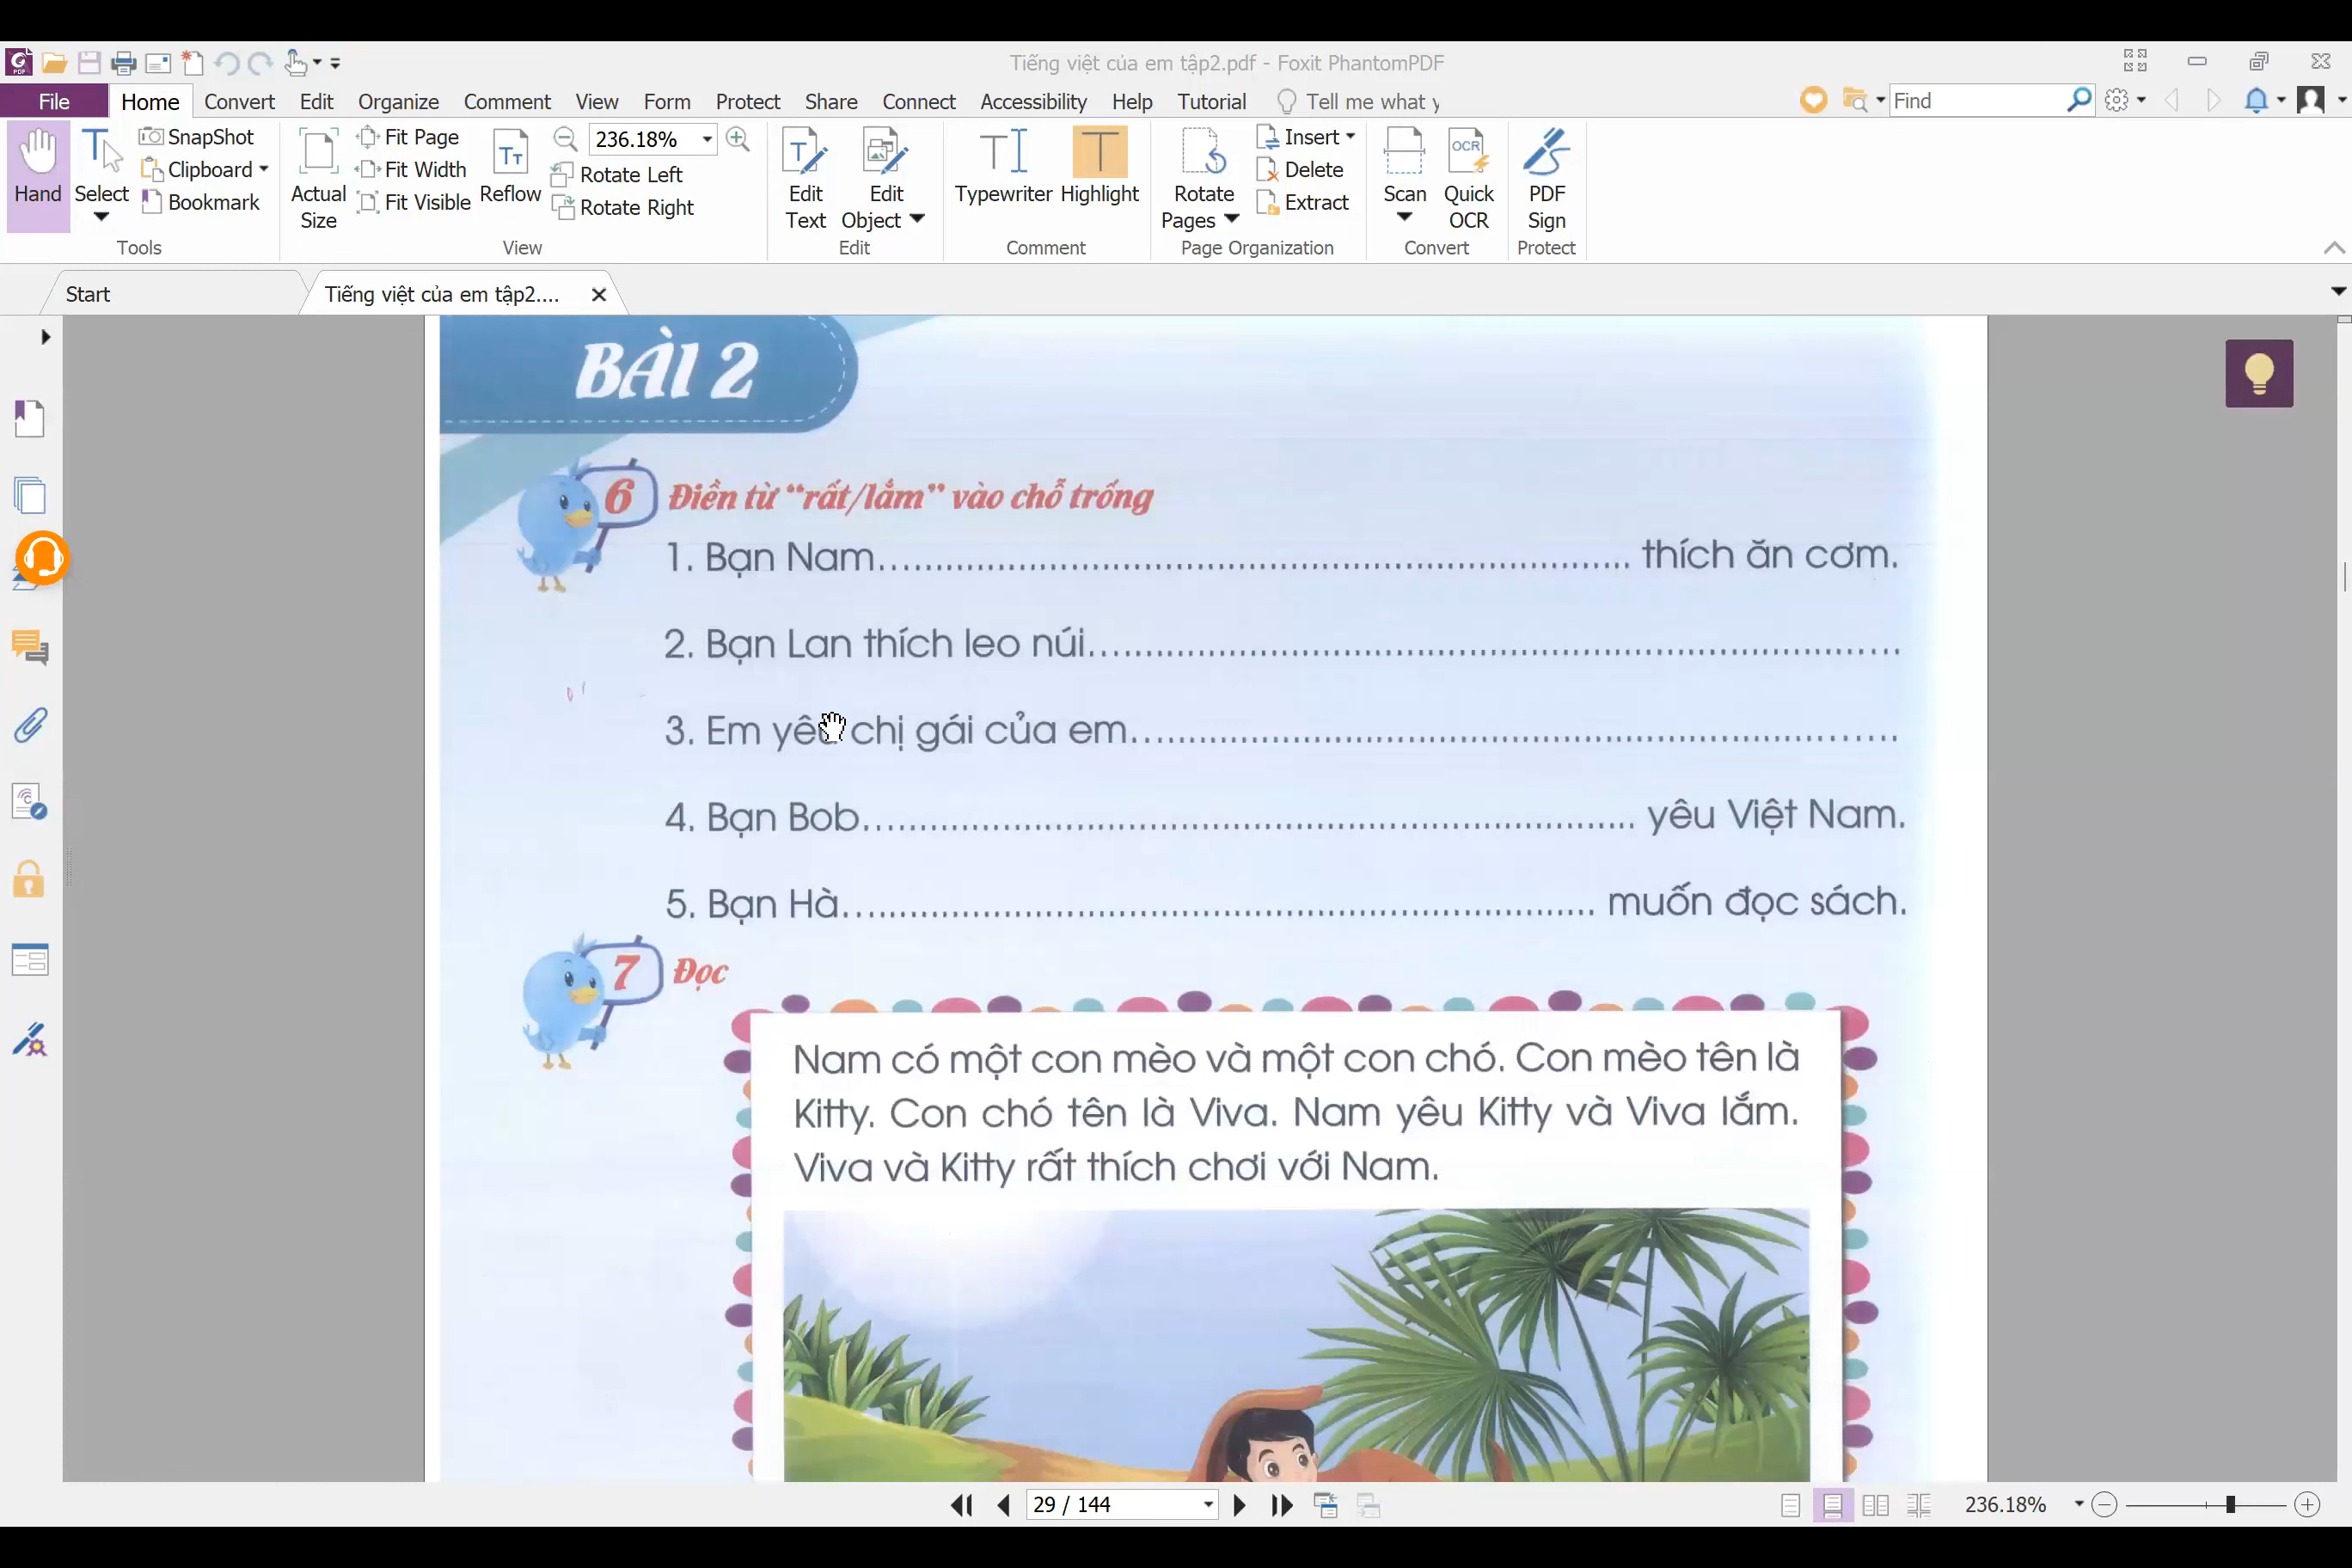 Tiếng việt của em tập2.pdf - Foxit PhantomPDF
File Home Convert Edit Organize Comment View Form Protect Share Connect Accessibility Help Tutorial Tell me what y Find
Hand
Select
SnapShot
Clipboard
Bookmark
Tools
Actual Size
Fit Page
Fit Width
Fit Visible
Reflow
236.18%
Rotate Left
Rotate Right
View
Edit Text
Edit Object
Edit
Typewriter
Highlight
Comment
Rotate Pages
Insert
Delete
Extract
Page Organization
Scan
OCR
Quick OCR
Convert
PDF Sign
Protect
Start
Tiếng việt của em tập2....
BÀI 2
6 Điền từ “rất/lắm” vào chỗ trống
1. Bạn Nam.................... thích ăn cơm.
2. Bạn Lan thích leo núi....................
3. Em yêu chị gái của em....................
4. Bạn Bob.................... yêu Việt Nam.
5. Bạn Hà.................... muốn đọc sách.
7 Đọc
Nam có một con mèo và một con chó. Con mèo tên là
Kitty. Con chó tên là Viva. Nam yêu Kitty và Viva lắm.
Viva và Kitty rất thích chơi với Nam.
29 / 144
236.18%